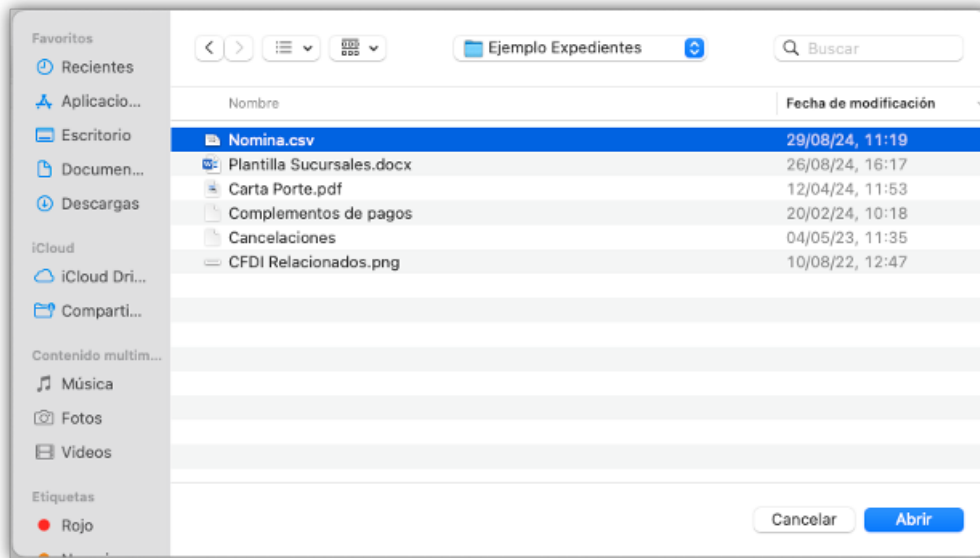 Favoritos
Recientes
Aplicacio...
Escritorio
Documen...
Descargas
iCloud
iCloud Dri...
Comparti...
Contenido multim...
Música
Fotos
Videos
Etiquetas
Rojo
Ejemplo Expedientes
Buscar
Nombre Fecha de modificación
Nomina.csv 29/08/24, 11:19
Plantilla Sucursales.docx 26/08/24, 16:17
Carta Porte.pdf 12/04/24, 11:53
Complementos de pagos 20/02/24, 10:18
Cancelaciones 04/05/23, 11:35
CFDI Relacionados.png 10/08/22, 12:47
Cancelar Abrir